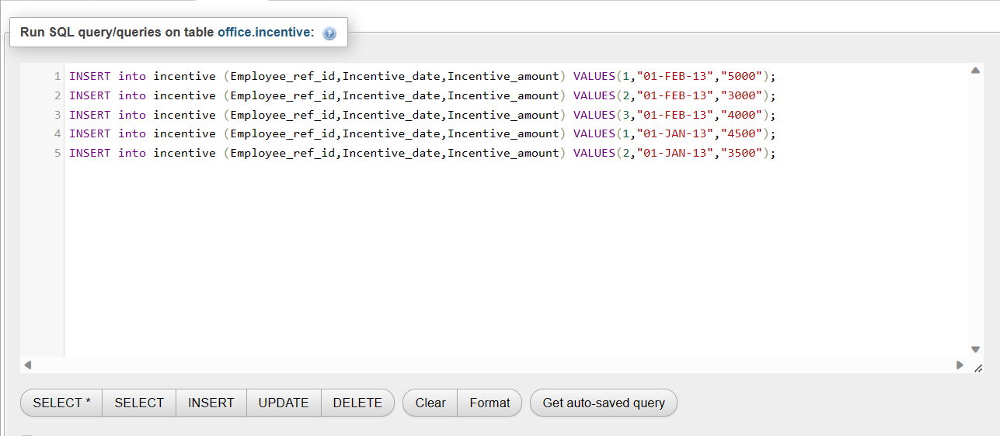 Run SQL query/queries on table office.incentive:
1 INSERT into incentive (Employee_ref_id,Incentive_date,Incentive_amount) VALUES(1,"01-FEB-13","5000");
2 INSERT into incentive (Employee_ref_id,Incentive_date,Incentive_amount) VALUES(2,"01-FEB-13","3000");
3 INSERT into incentive (Employee_ref_id,Incentive_date,Incentive_amount) VALUES(3,"01-FEB-13","4000");
4 INSERT into incentive (Employee_ref_id,Incentive_date,Incentive_amount) VALUES(1,"01-JAN-13","4500");
5 INSERT into incentive (Employee_ref_id,Incentive_date,Incentive_amount) VALUES(2,"01-JAN-13","3500");
SELECT * SELECT INSERT UPDATE DELETE Clear Format Get auto-saved query